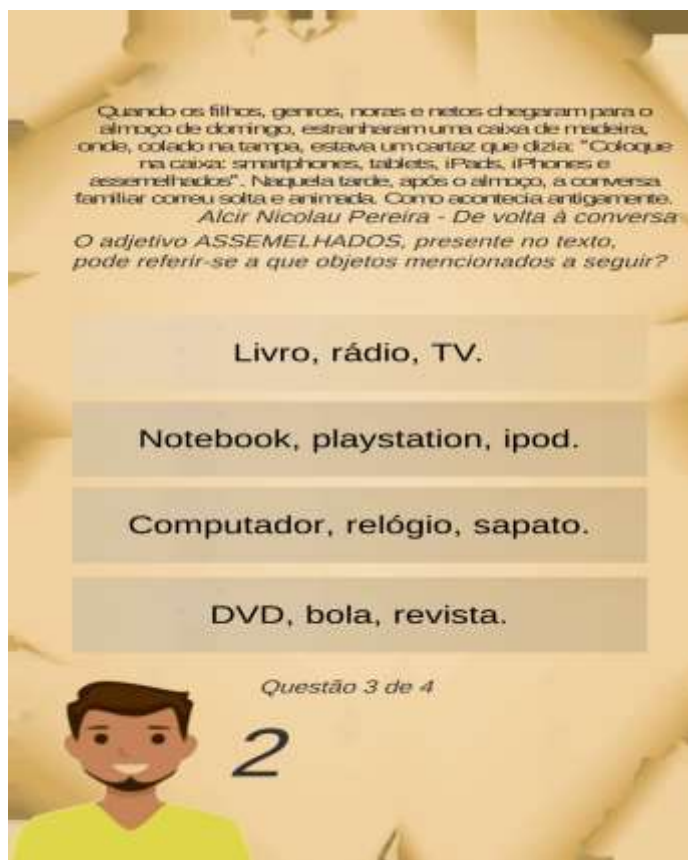 Quando os filhos, genros, noras e netos chegaram para o
almoço de domingo, estranharam uma caixa de madeira,
onde, colado na tampa, estava um cartaz que dizia: "Coloque
na caixa: smartphones, tablets, iPads, iPhones e
assemelhados". Naquela tarde, após o almoço, a conversa
familiar correu solta e animada. Como acontecia antigamente.
Alcir Nicolau Pereira - De volta à conversa
O adjetivo ASSEMELHADOS, presente no texto,
pode referir-se a que objetos mencionados a seguir?
Livro, rádio, TV.
Notebook, playstation, ipod.
Computador, relógio, sapato.
DVD, bola, revista.
Questão 3 de 4
2